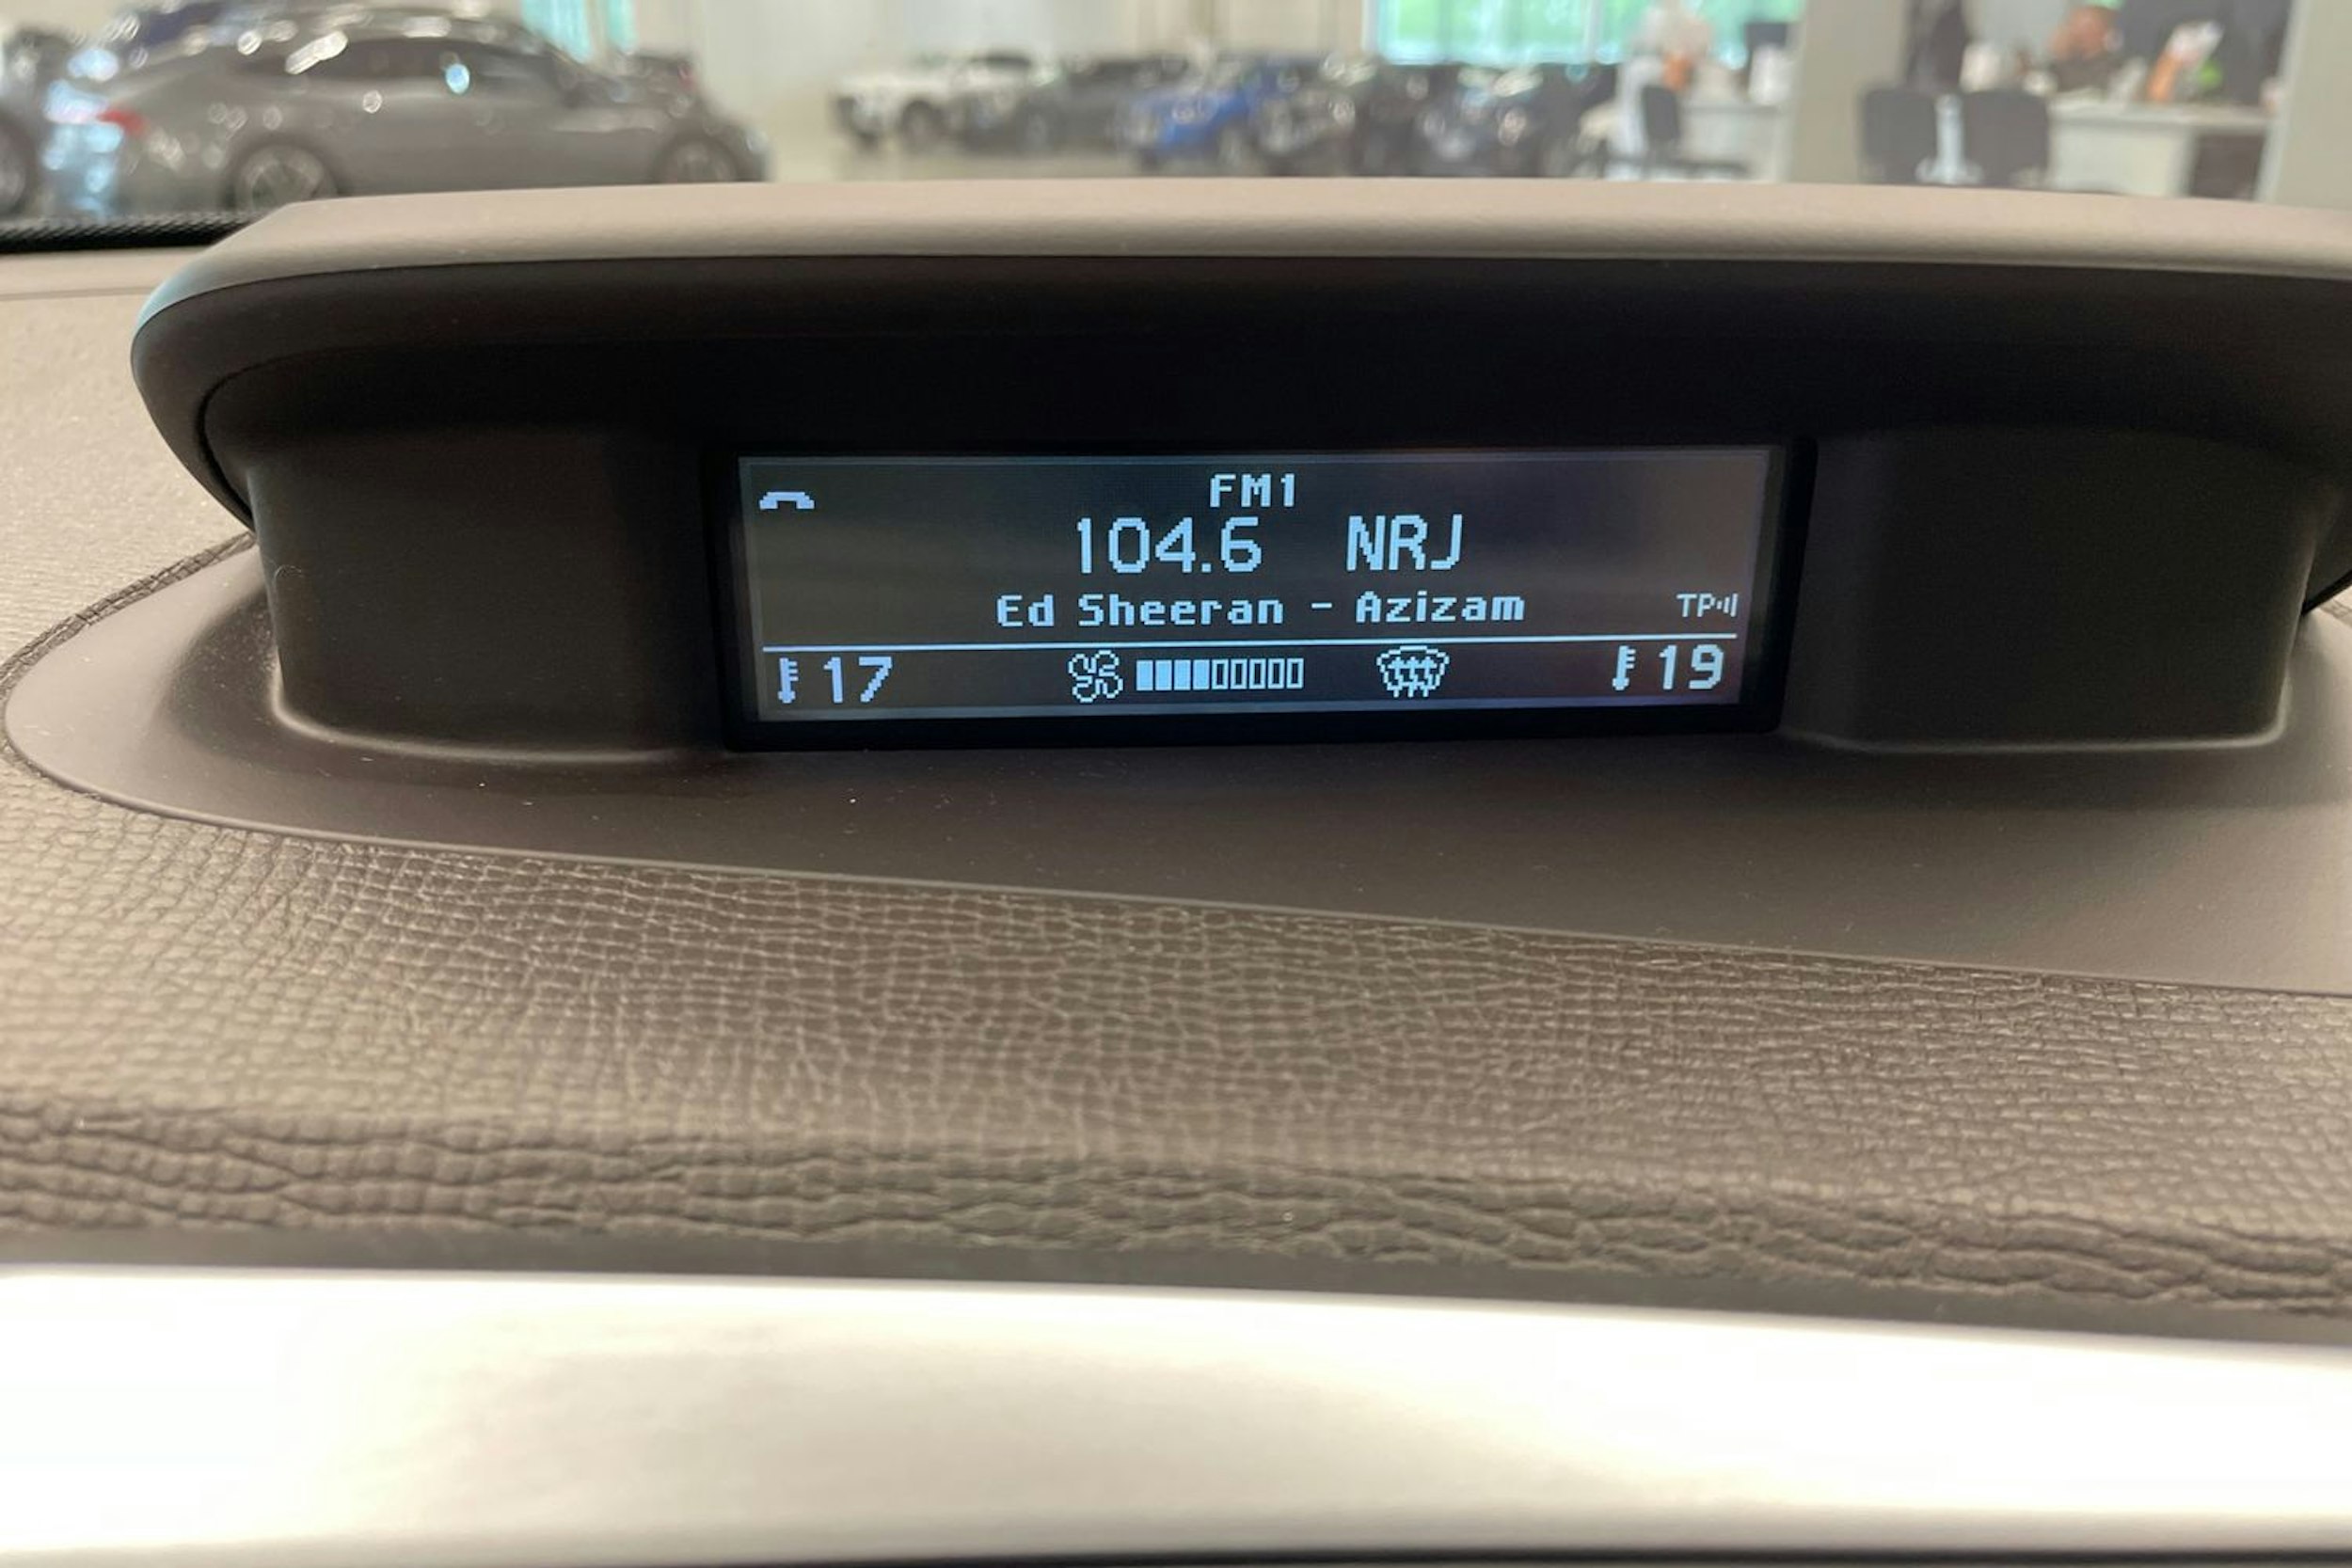 FM1
104.6 NRJ
Ed Sheeran - Azizam
TP
17 19